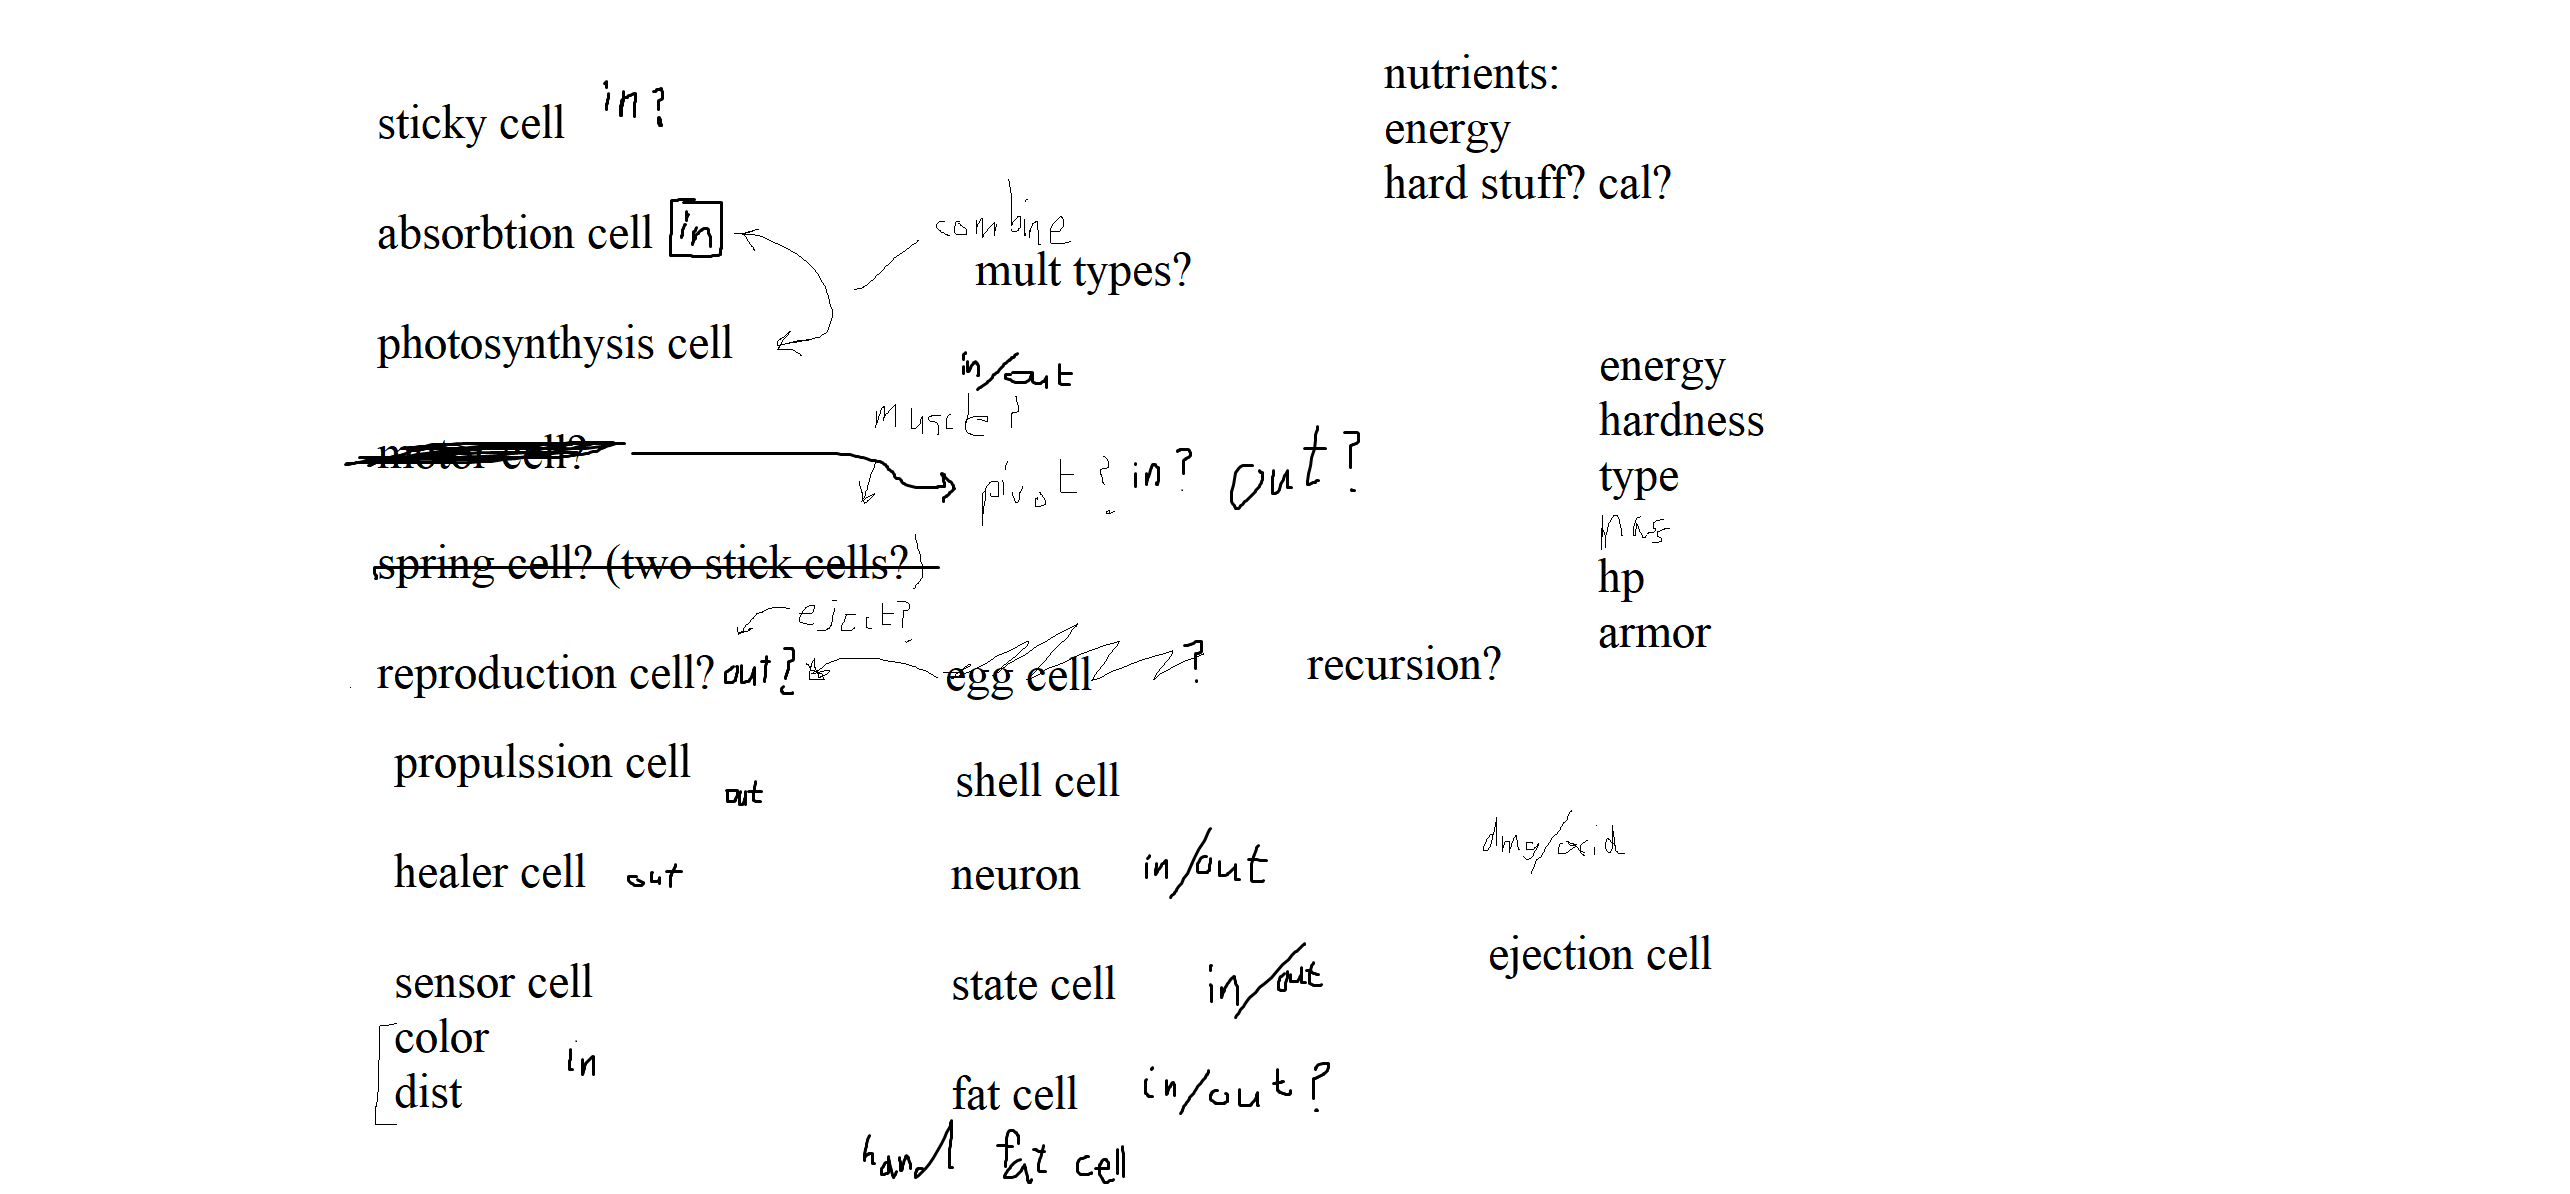 sticky cell in?
absorbtion cell in
combine
mult types?
photosynthysis cell
in/out
muscle?
motor cell?
pivot? in? out?
spring cell? (two stick cells?)
eject?
reproduction cell? out?
egg cell ?
recursion?
propulssion cell out
healer cell out
sensor cell
color
dist
in
shell cell
neuron in/out
state cell in/out
fat cell in/out?
fat cell
nutrients:
energy
hard stuff? cal?
energy
hardness
type
hp
armor
dmg/acid
ejection cell